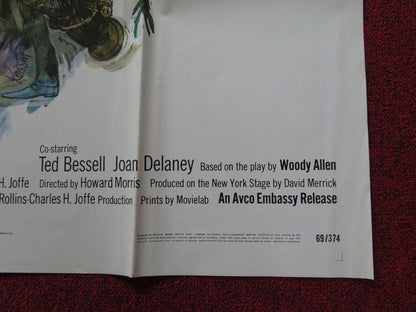 Co-starring
Ted Bessell Joan Delaney Based on the play by Woody Allen
H. Joffe Directed by Howard Morris Produced on the New York Stage by David Merrick
Rollins-Charles H. Joffe Production Prints by Movielab An Avco Embassy Release
69/374